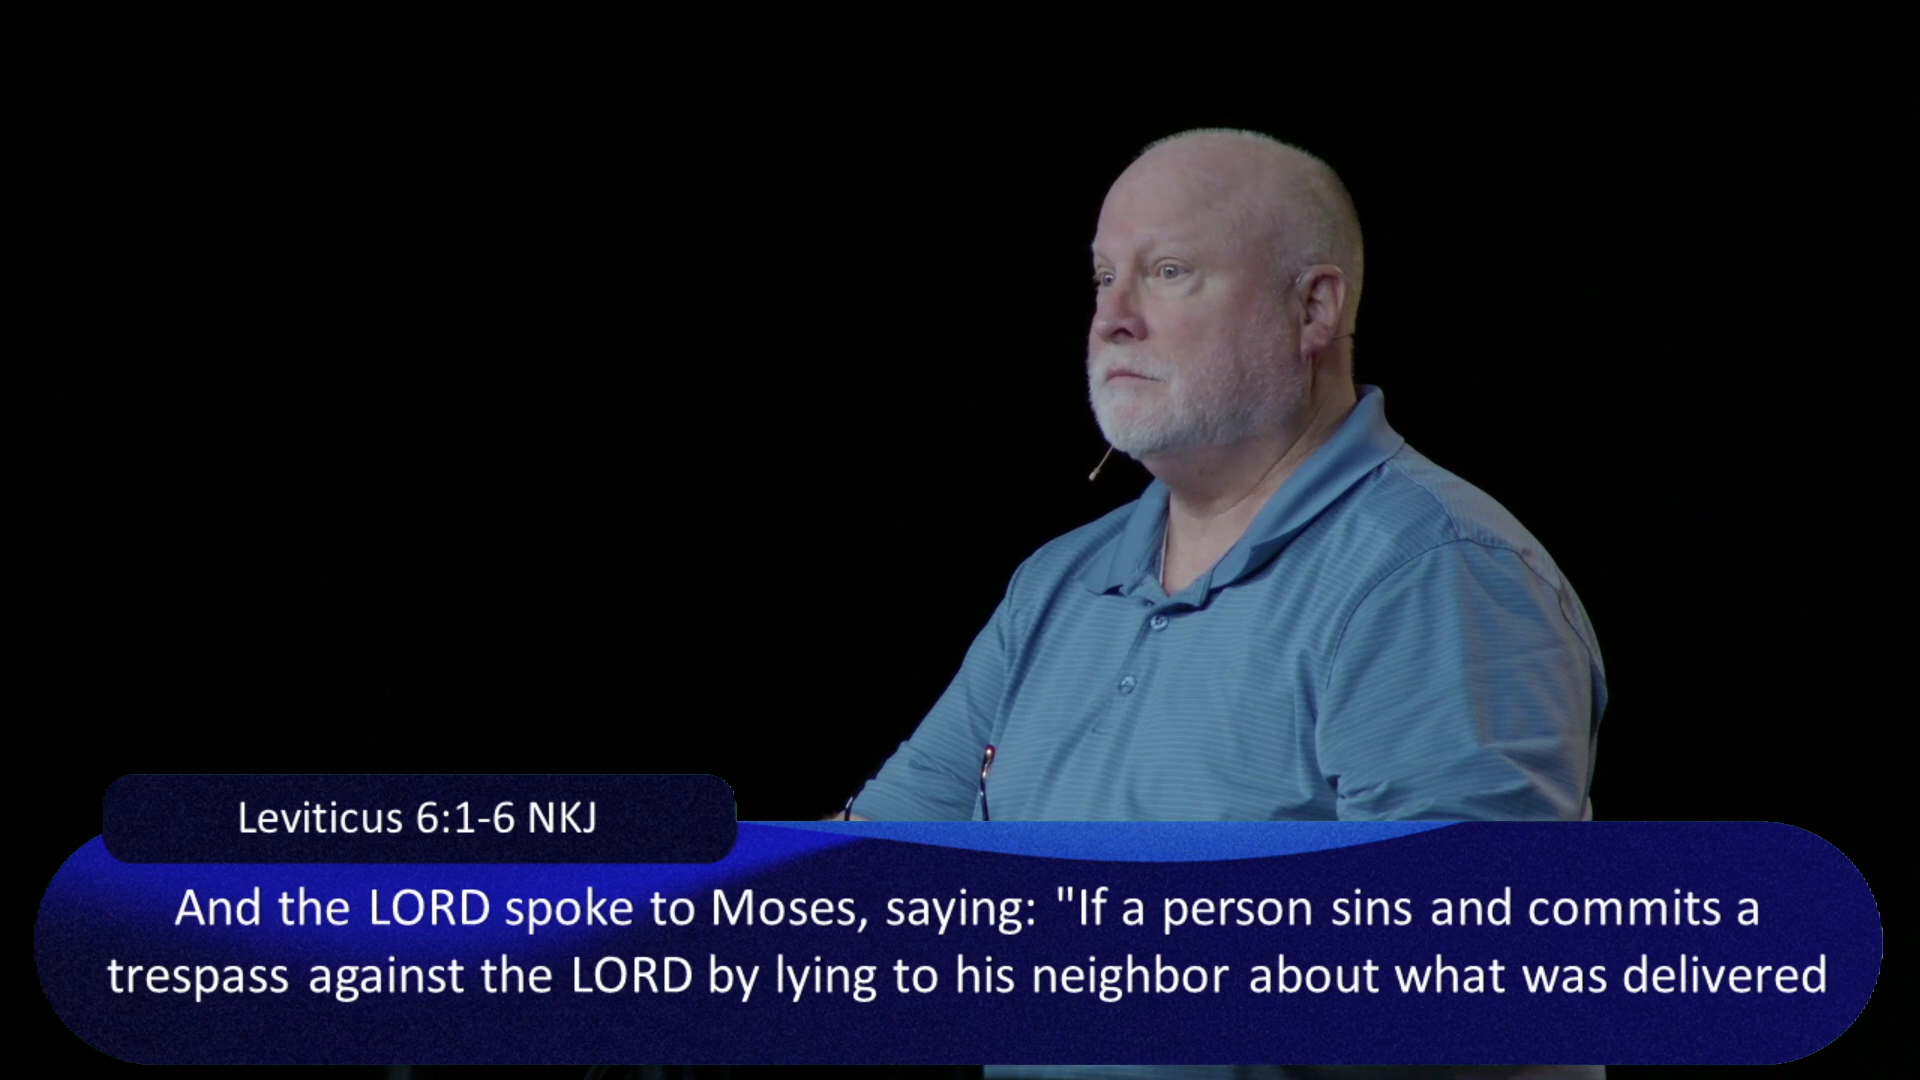 Leviticus 6:1-6 NKJ
And the LORD spoke to Moses, saying: "If a person sins and commits a
trespass against the LORD by lying to his neighbor about what was delivered